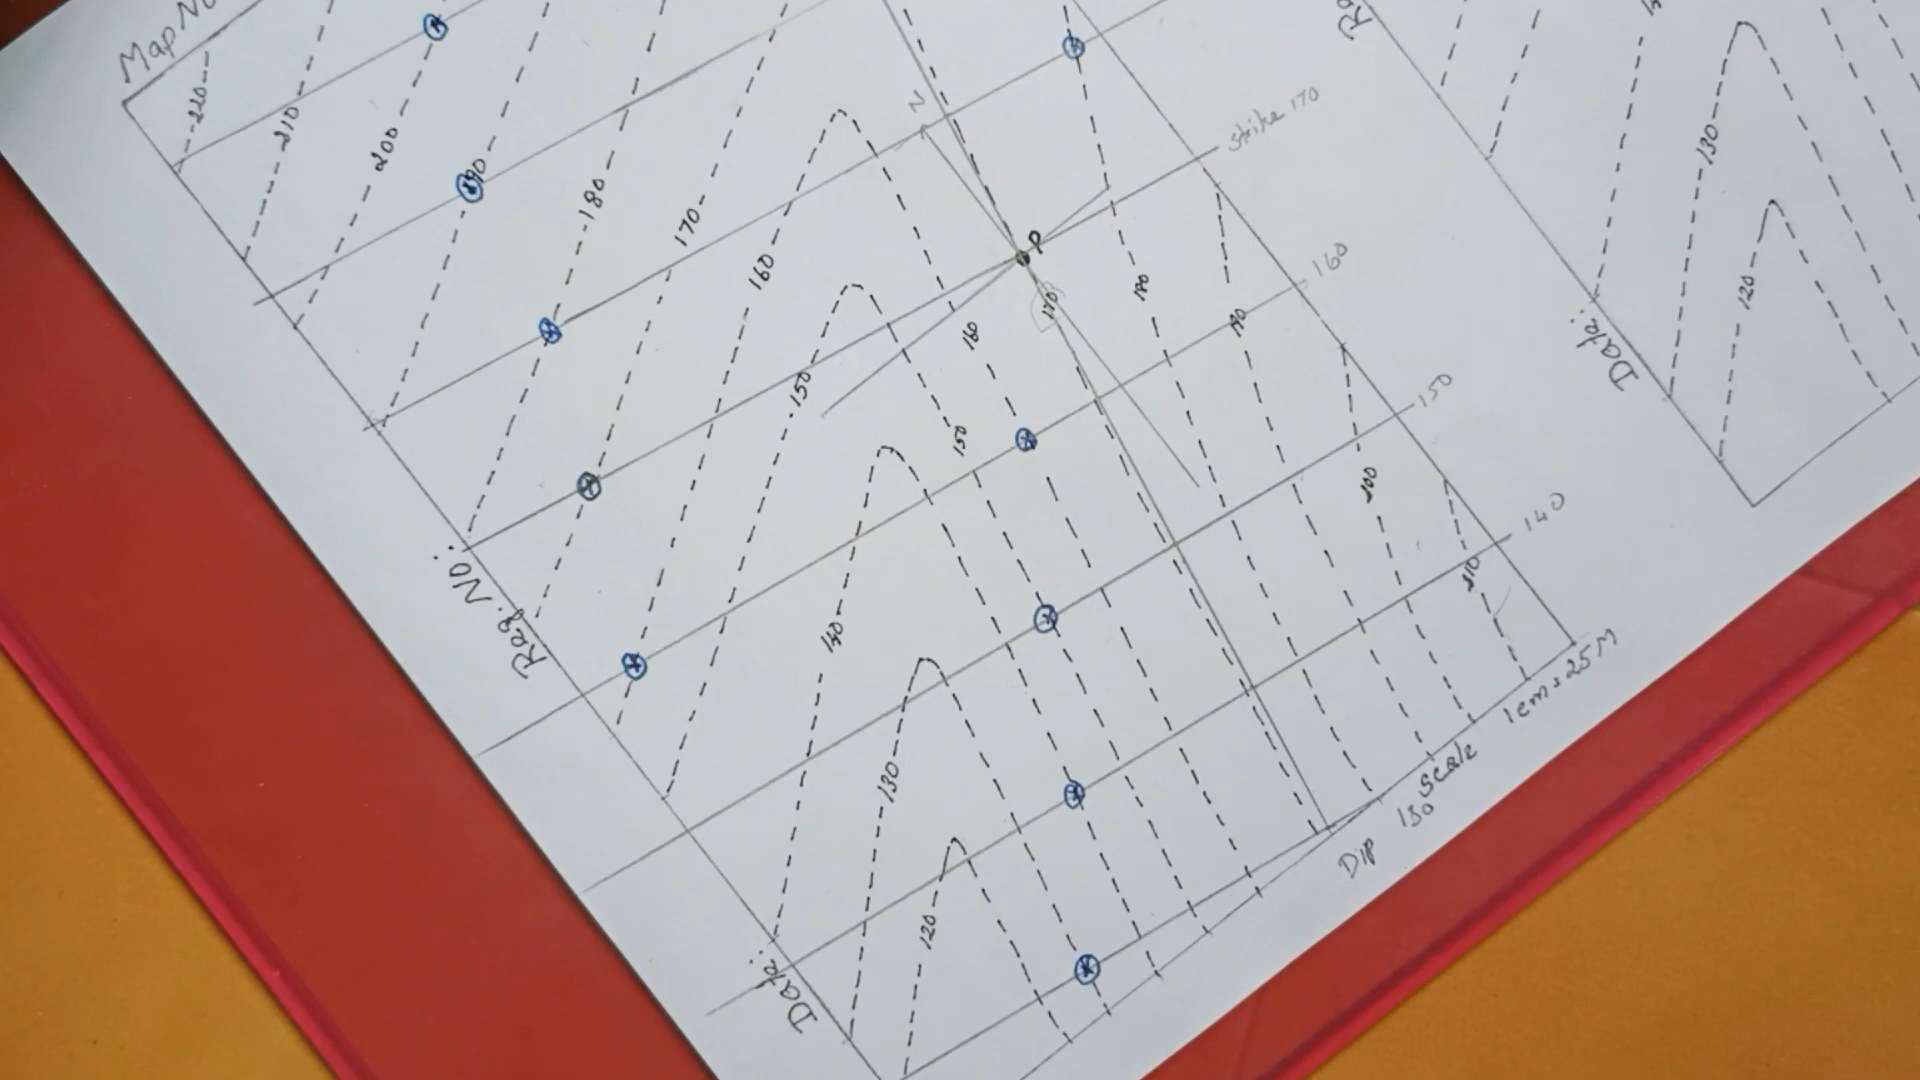 Map No
220
210
200
190
180
170
160
150
140
130
120
N
P
170
160
150
180
190
200
210
Strike 170
160
150
140
Reg. No:
Date:
Dip 130
Scale 1cm = 25M
Date:
130
120